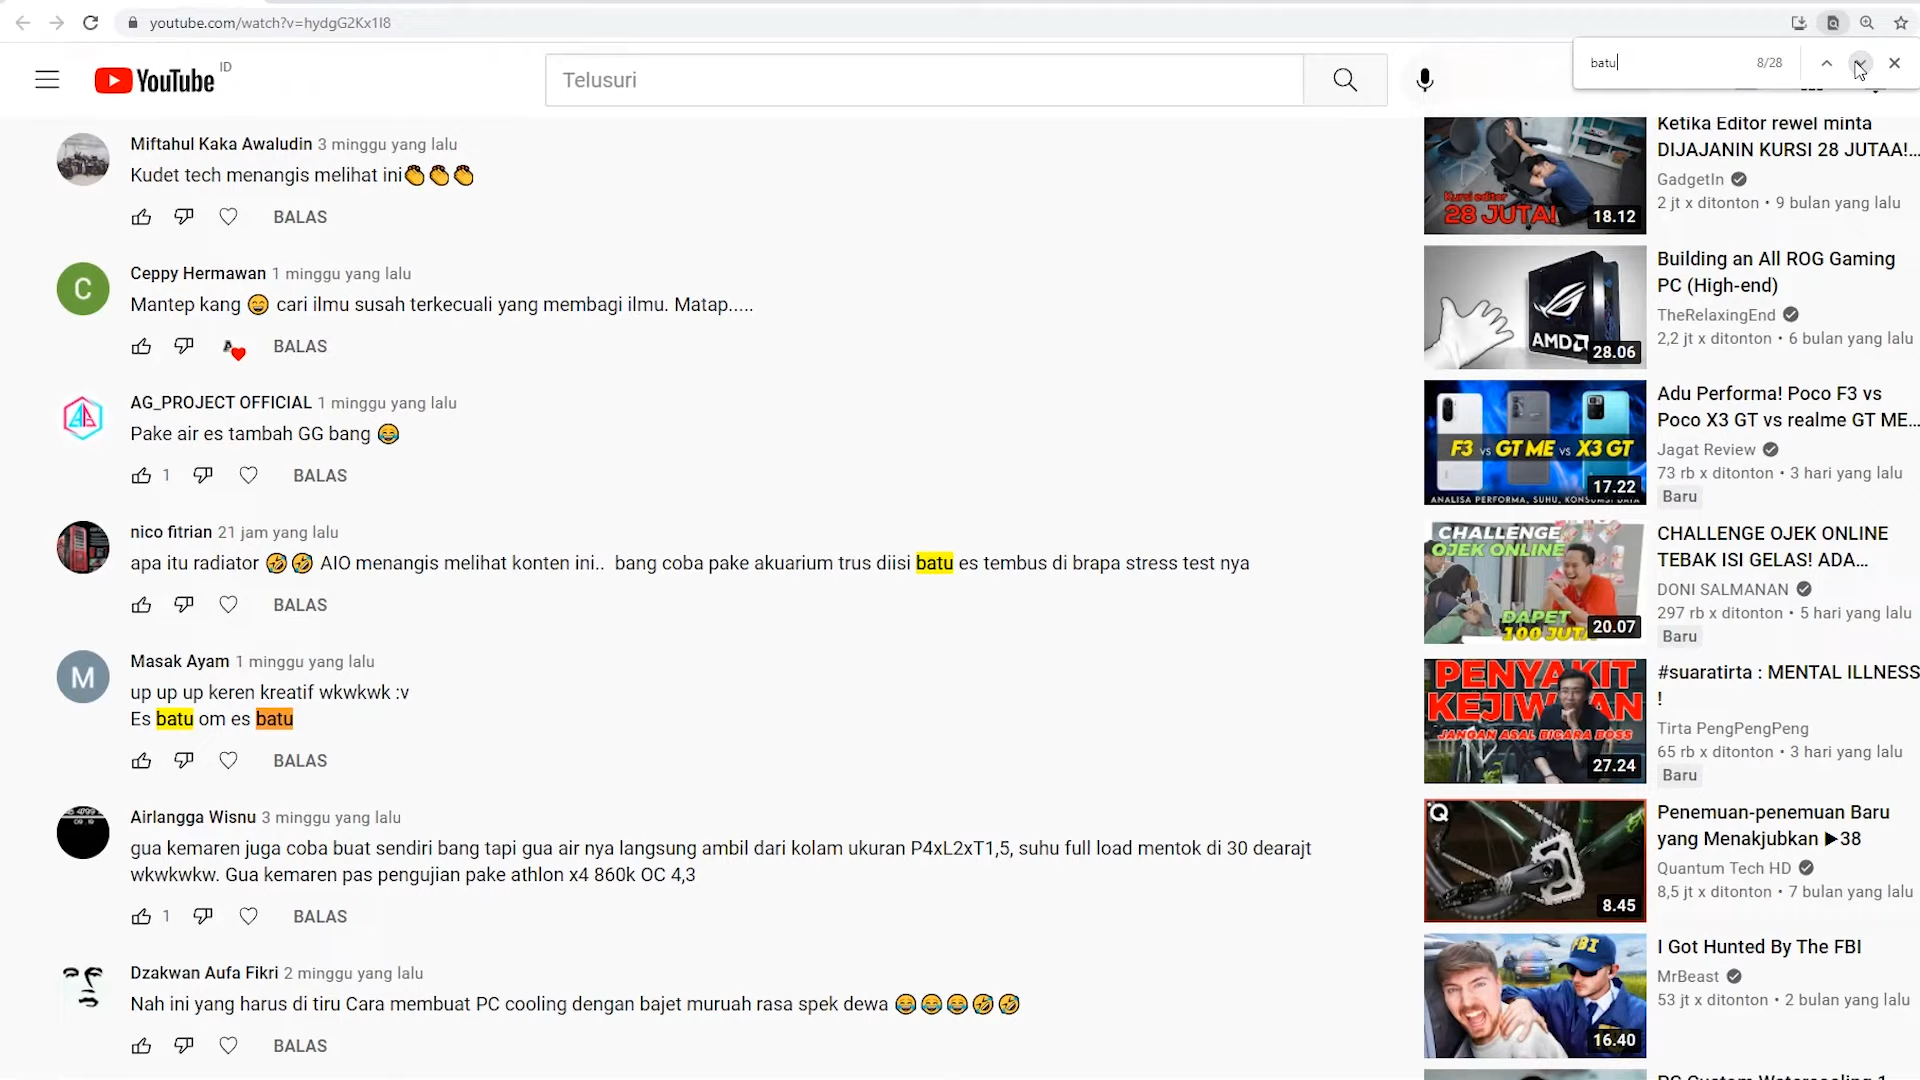 youtube.com/watch?v=hydgG2Kx1I8
batu
8/28
YouTube
ID
Telusuri
Miftahul Kaka Awaludin 3 minggu yang lalu
Kudet tech menangis melihat ini👏👏👏
BALAS
Ceppy Hermawan 1 minggu yang lalu
Mantep kang 😄 cari ilmu susah terkecuali yang membagi ilmu. Matap.....
BALAS
AG_PROJECT OFFICIAL 1 minggu yang lalu
Pake air es tambah GG bang 😂
1
BALAS
nico fitrian 21 jam yang lalu
apa itu radiator 🤣🤣 AIO menangis melihat konten ini..  bang coba pake akuarium trus diisi batu es tembus di brapa stress test nya
BALAS
M
Masak Ayam 1 minggu yang lalu
up up up keren kreatif wkwkwk :v
Es batu om es batu
BALAS
Airlangga Wisnu 3 minggu yang lalu
gua kemaren juga coba buat sendiri bang tapi gua air nya langsung ambil dari kolam ukuran P4xL2xT1,5, suhu full load mentok di 30 dearajt
wkwkwkw. Gua kemaren pas pengujian pake athlon x4 860k OC 4,3
1
BALAS
Dzakwan Aufa Fikri 2 minggu yang lalu
Nah ini yang harus di tiru Cara membuat PC cooling dengan bajet muruah rasa spek dewa 😂😂😂🤣🤣
BALAS
C
Kursi editor
28 JUTA!
18.12
Ketika Editor rewel minta
DIJAJANIN KURSI 28 JUTAA!...
GadgetIn
2 jt x ditonton • 9 bulan yang lalu
AMD
28.06
Building an All ROG Gaming
PC (High-end)
TheRelaxingEnd
2,2 jt x ditonton • 6 bulan yang lalu
F3 vs GT ME vs X3 GT
17.22
ANALISA PERFORMA, SUHU, KONSUMSI DAYA
Adu Performa! Poco F3 vs
Poco X3 GT vs realme GT ME...
Jagat Review
73 rb x ditonton • 3 hari yang lalu
Baru
CHALLENGE
OJEK ONLINE
DAPET
100 JUTA
20.07
CHALLENGE OJEK ONLINE
TEBAK ISI GELAS! ADA...
DONI SALMANAN
297 rb x ditonton • 5 hari yang lalu
Baru
PENYAKIT
KEJIWAAN
JANGAN ASAL BICARA BOSS
27.24
#suaratirta : MENTAL ILLNESS
!
Tirta PengPengPeng
65 rb x ditonton • 3 hari yang lalu
Baru
Q
8.45
Penemuan-penemuan Baru
yang Menakjubkan ▶38
Quantum Tech HD
8,5 jt x ditonton • 7 bulan yang lalu
FBI
16.40
I Got Hunted By The FBI
MrBeast
53 jt x ditonton • 2 bulan yang lalu